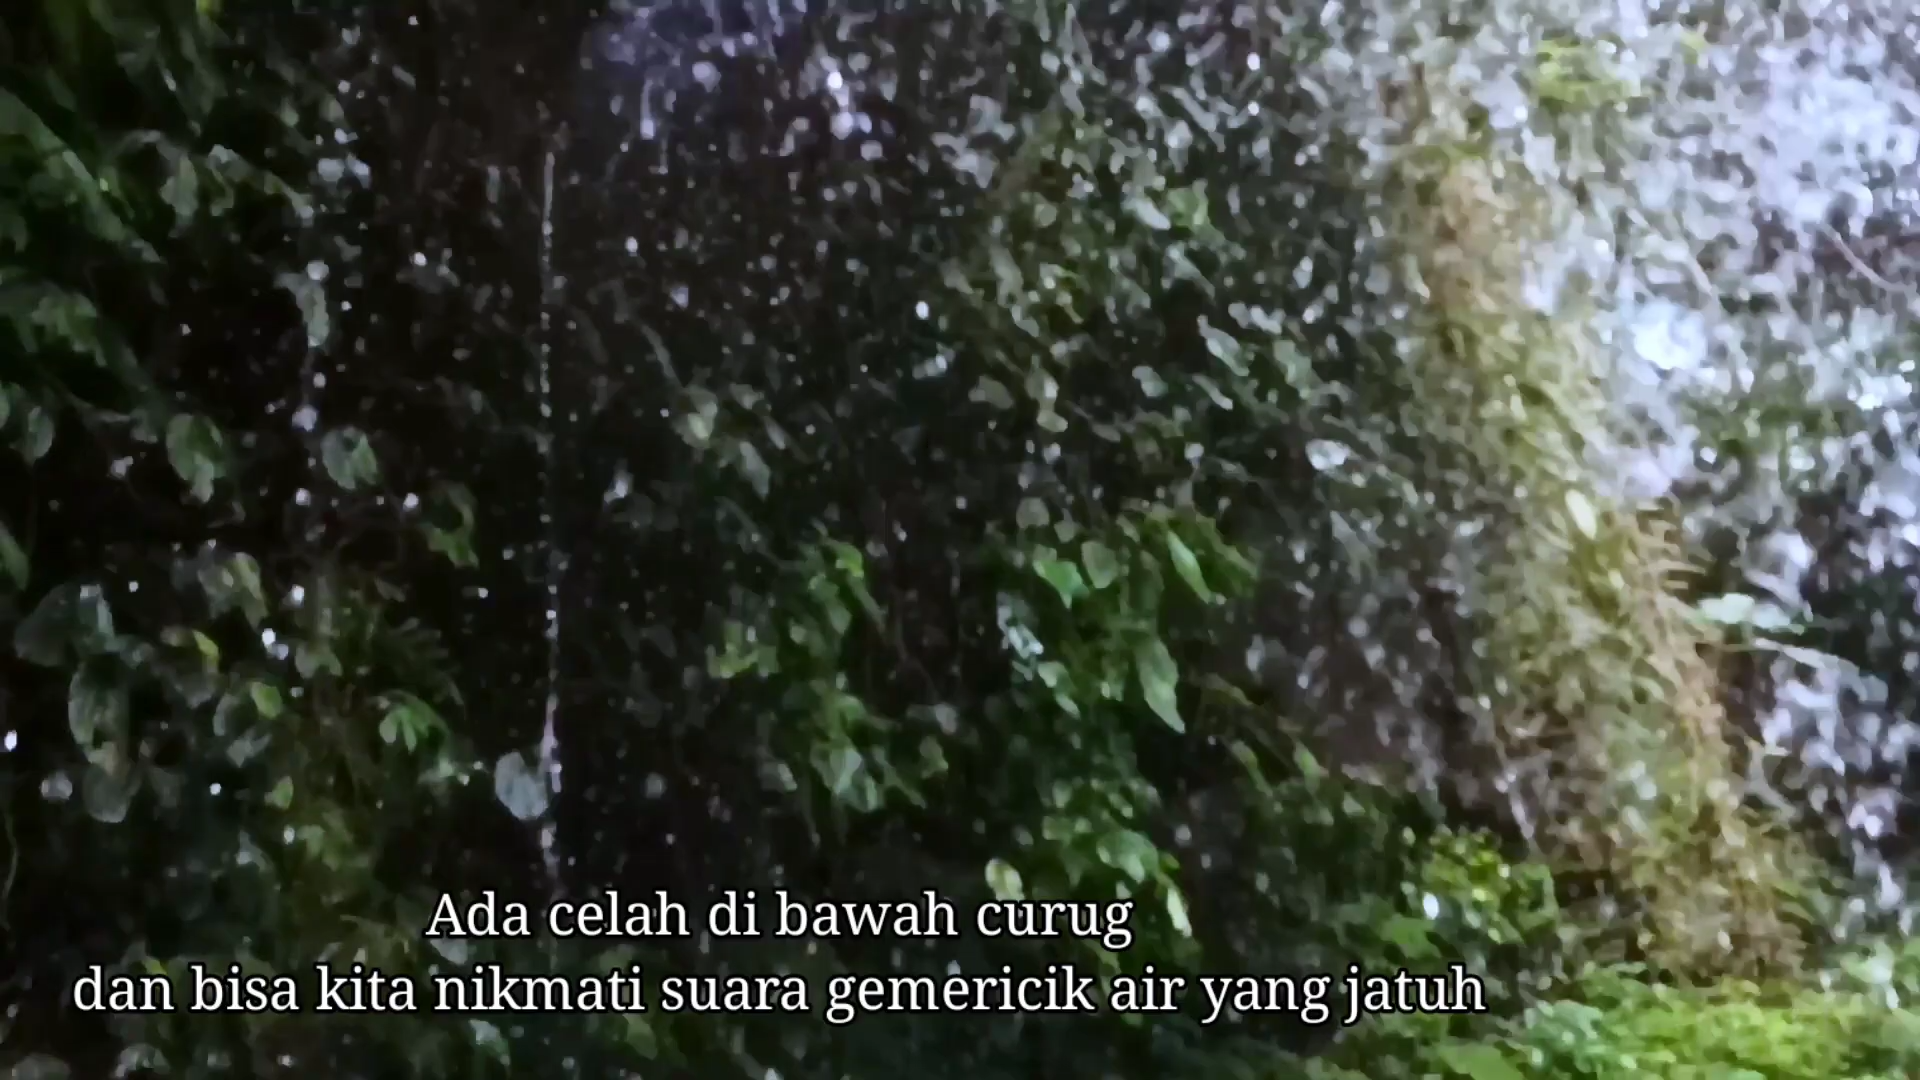 Ada celah di bawah curug
dan bisa kita nikmati suara gemericik air yang jatuh